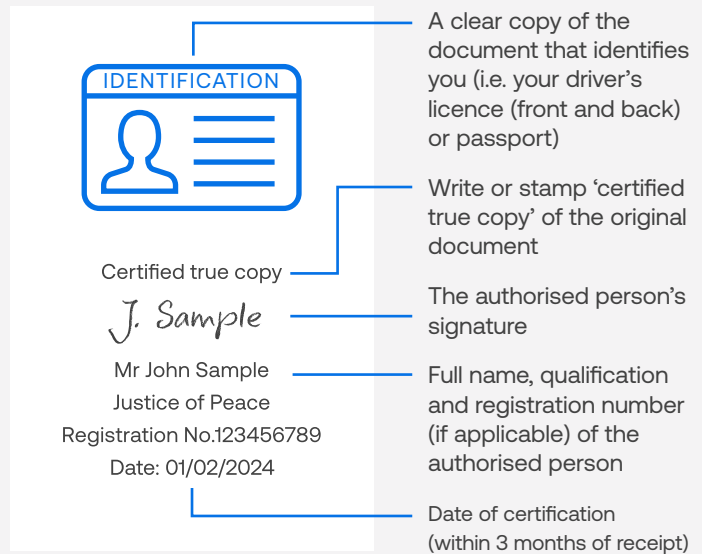 IDENTIFICATION
Certified true copy
J. Sample
Mr John Sample
Justice of Peace
Registration No.123456789
Date: 01/02/2024
A clear copy of the
document that identifies
you (i.e. your driver’s
licence (front and back)
or passport)
Write or stamp ‘certified
true copy’ of the original
document
The authorised person’s
signature
Full name, qualification
and registration number
(if applicable) of the
authorised person
Date of certification
(within 3 months of receipt)